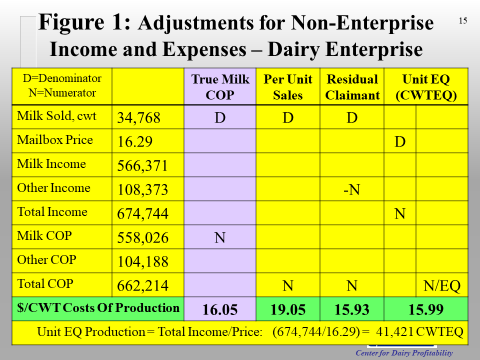 Figure 1: Adjustments for Non-Enterprise
15
Income and Expenses – Dairy Enterprise
D=Denominator True Milk Per Unit Residual Unit EQ
N=Numerator COP Sales Claimant (CWTEQ)
Milk Sold, cwt 34,768 D D D
Mailbox Price 16.29 D
Milk Income 566,371
Other Income 108,373 -N
Total Income 674,744 N
Milk COP 558,026 N
Other COP 104,188
Total COP 662,214 N N N/EQ
$/CWT Costs Of Production 16.05 19.05 15.93 15.99
Unit EQ Production = Total Income/Price: (674,744/16.29) = 41,421 CWTEQ
Center for Dairy Profitability